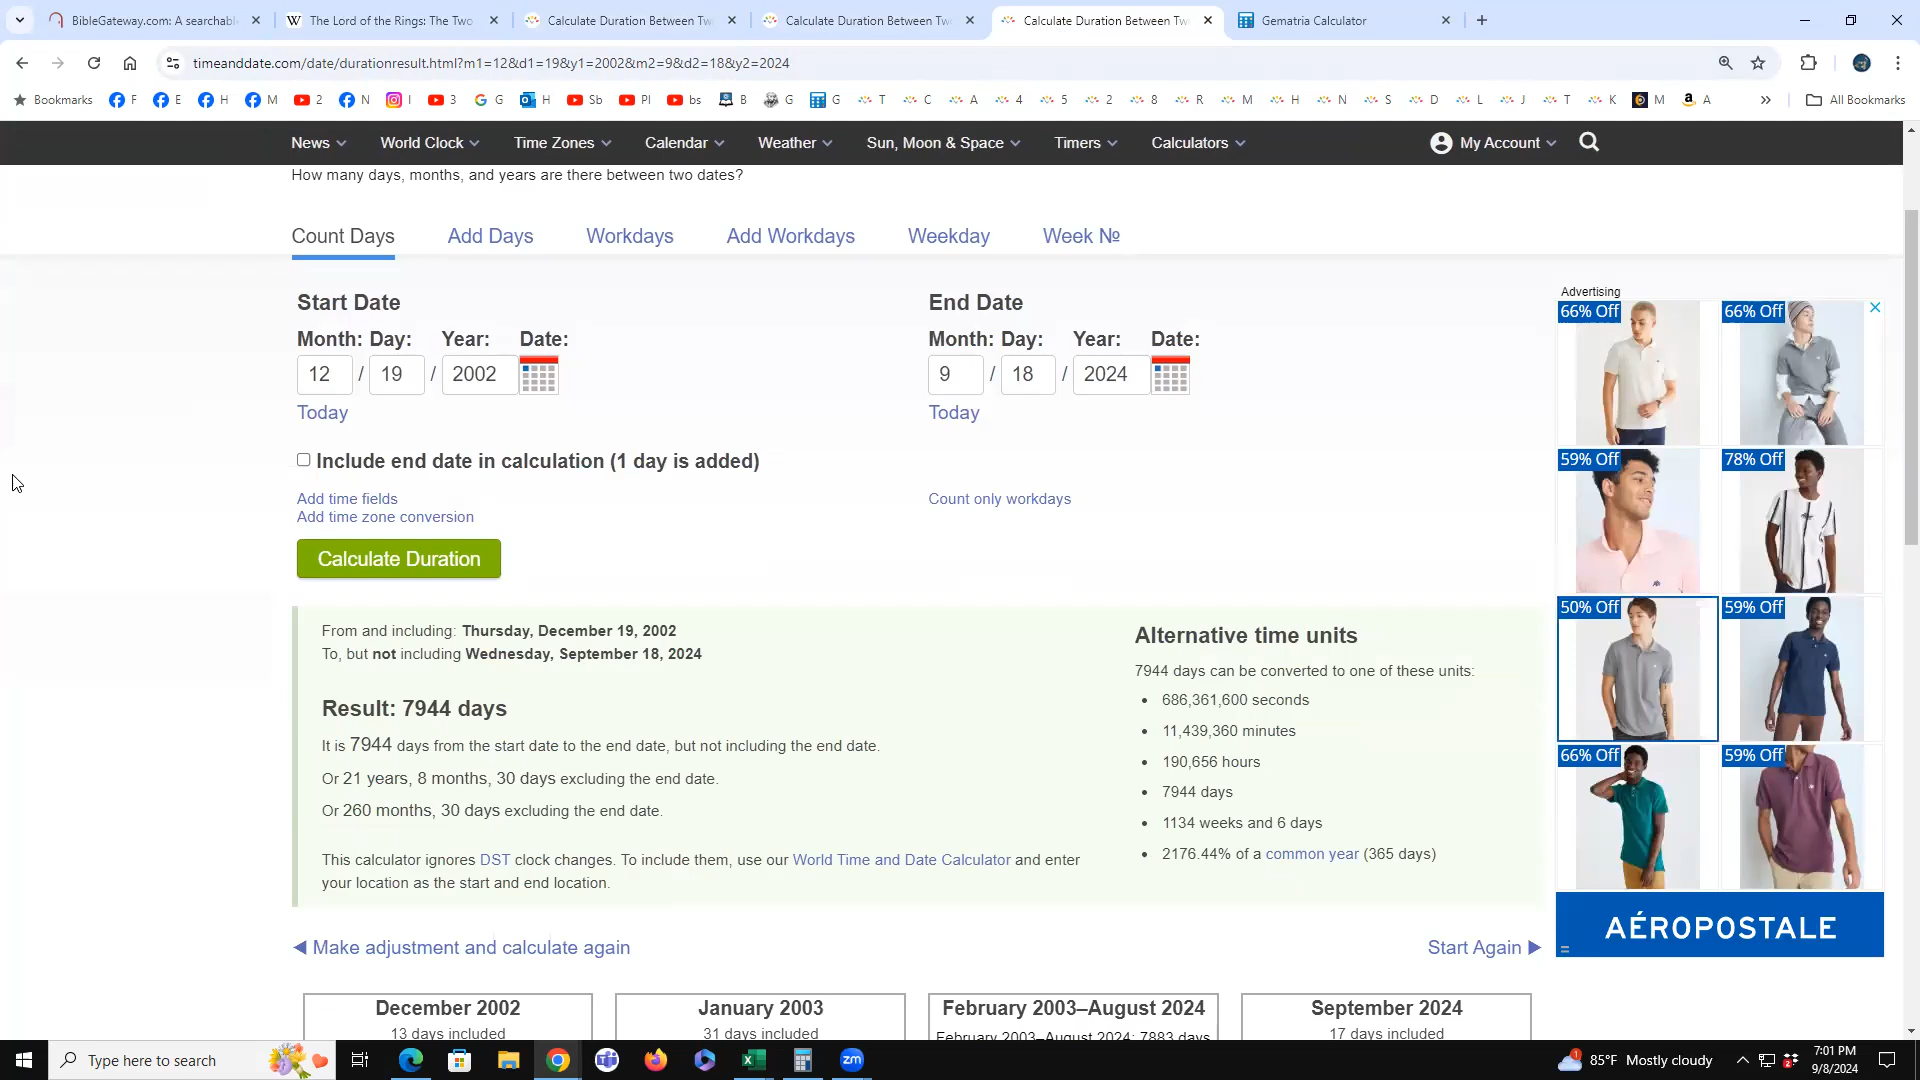 BibleGateway.com: A searchabl
The Lord of the Rings: The Two
Calculate Duration Between Tw
Calculate Duration Between Tw
Calculate Duration Between Tw
Gematria Calculator
timeanddate.com/date/durationresult.html?m1=12&d1=19&y1=2002&m2=9&d2=18&y2=2024
Bookmarks F E H M 2 N I 3 G H Sb Pl bs B G G T C A 4 5 2 8 R M H N S D L J T K M A All Bookmarks
News World Clock Time Zones Calendar Weather Sun, Moon & Space Timers Calculators My Account
How many days, months, and years are there between two dates?
Count Days Add Days Workdays Add Workdays Weekday Week №
Start Date
Month: Day: Year: Date:
12 / 19 / 2002
Today
End Date
Month: Day: Year: Date:
9 / 18 / 2024
Today
Include end date in calculation (1 day is added)
Add time fields
Add time zone conversion
Count only workdays
Calculate Duration
From and including: Thursday, December 19, 2002
To, but not including Wednesday, September 18, 2024
Result: 7944 days
It is 7944 days from the start date to the end date, but not including the end date.
Or 21 years, 8 months, 30 days excluding the end date.
Or 260 months, 30 days excluding the end date.
This calculator ignores DST clock changes. To include them, use our World Time and Date Calculator and enter
your location as the start and end location.
Alternative time units
7944 days can be converted to one of these units:
• 686,361,600 seconds
• 11,439,360 minutes
• 190,656 hours
• 7944 days
• 1134 weeks and 6 days
• 2176.44% of a common year (365 days)
◀ Make adjustment and calculate again
Start Again ▶
December 2002
13 days included
January 2003
31 days included
February 2003–August 2024
February 2003–August 2024: 7883 days
September 2024
17 days included
Advertising
66% Off 66% Off
59% Off 78% Off
50% Off 59% Off
66% Off 59% Off
AÉROPOSTALE
Type here to search
85°F Mostly cloudy
7:01 PM
9/8/2024